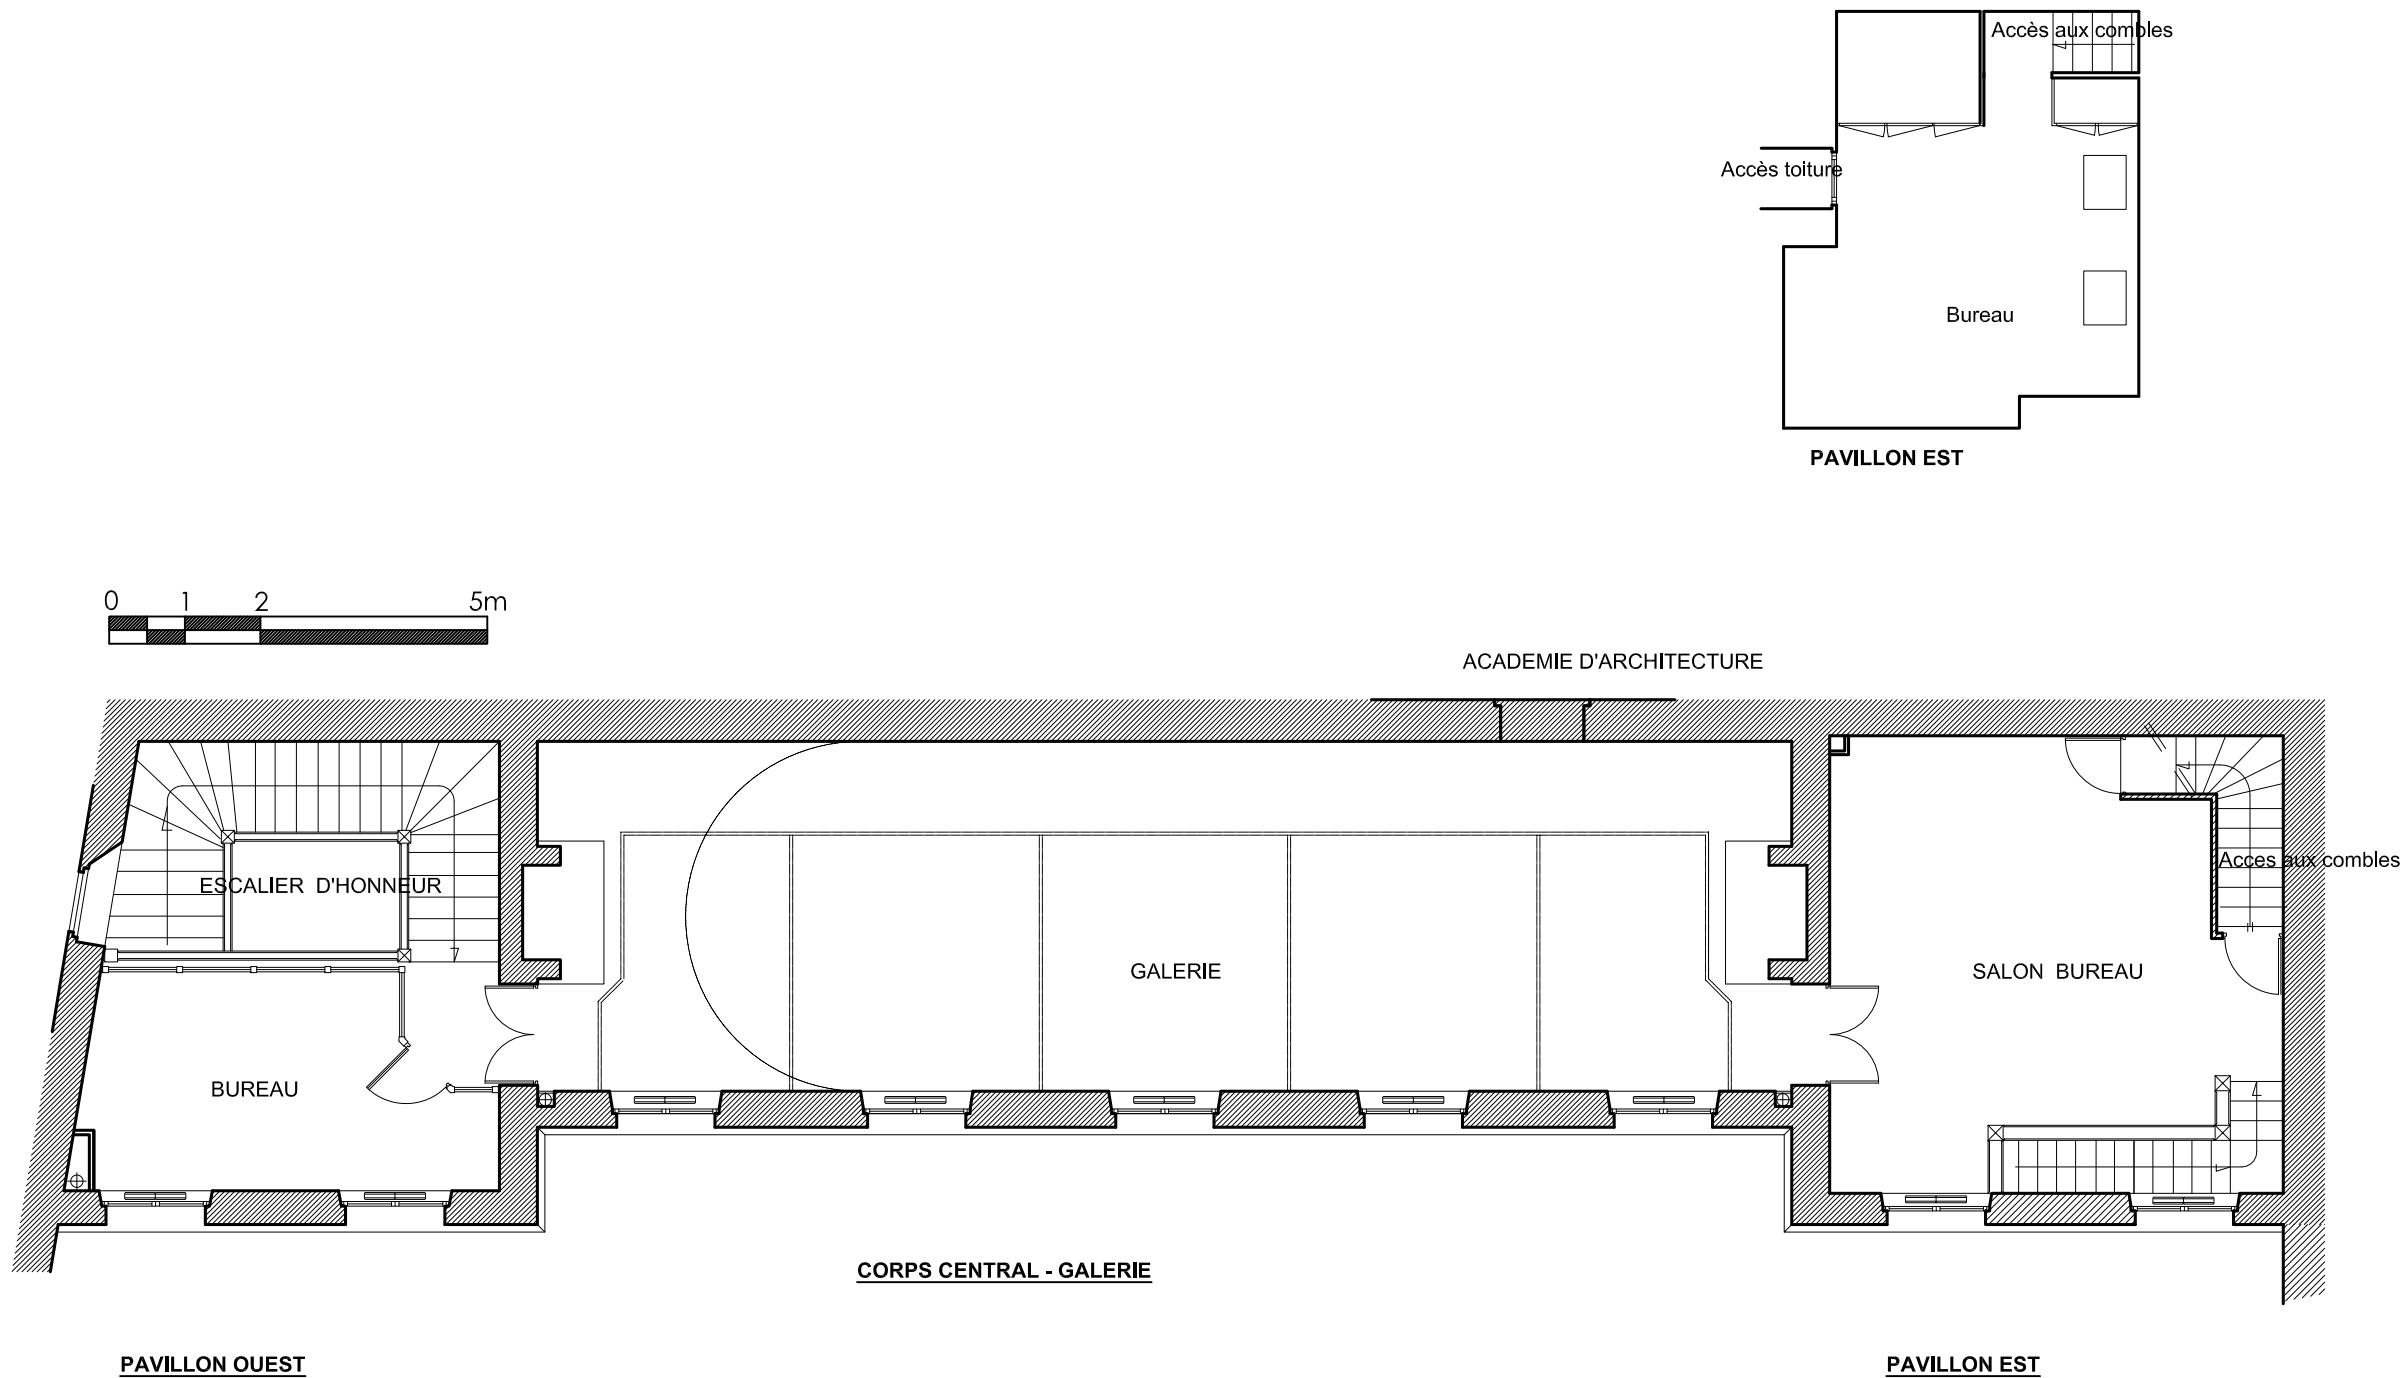 Accès aux combles
Accès toiture
Bureau
PAVILLON EST
0 1 2 5m
ACADEMIE D'ARCHITECTURE
Acces aux combles
ESCALIER D'HONNEUR
GALERIE
SALON BUREAU
BUREAU
CORPS CENTRAL - GALERIE
PAVILLON OUEST
PAVILLON EST